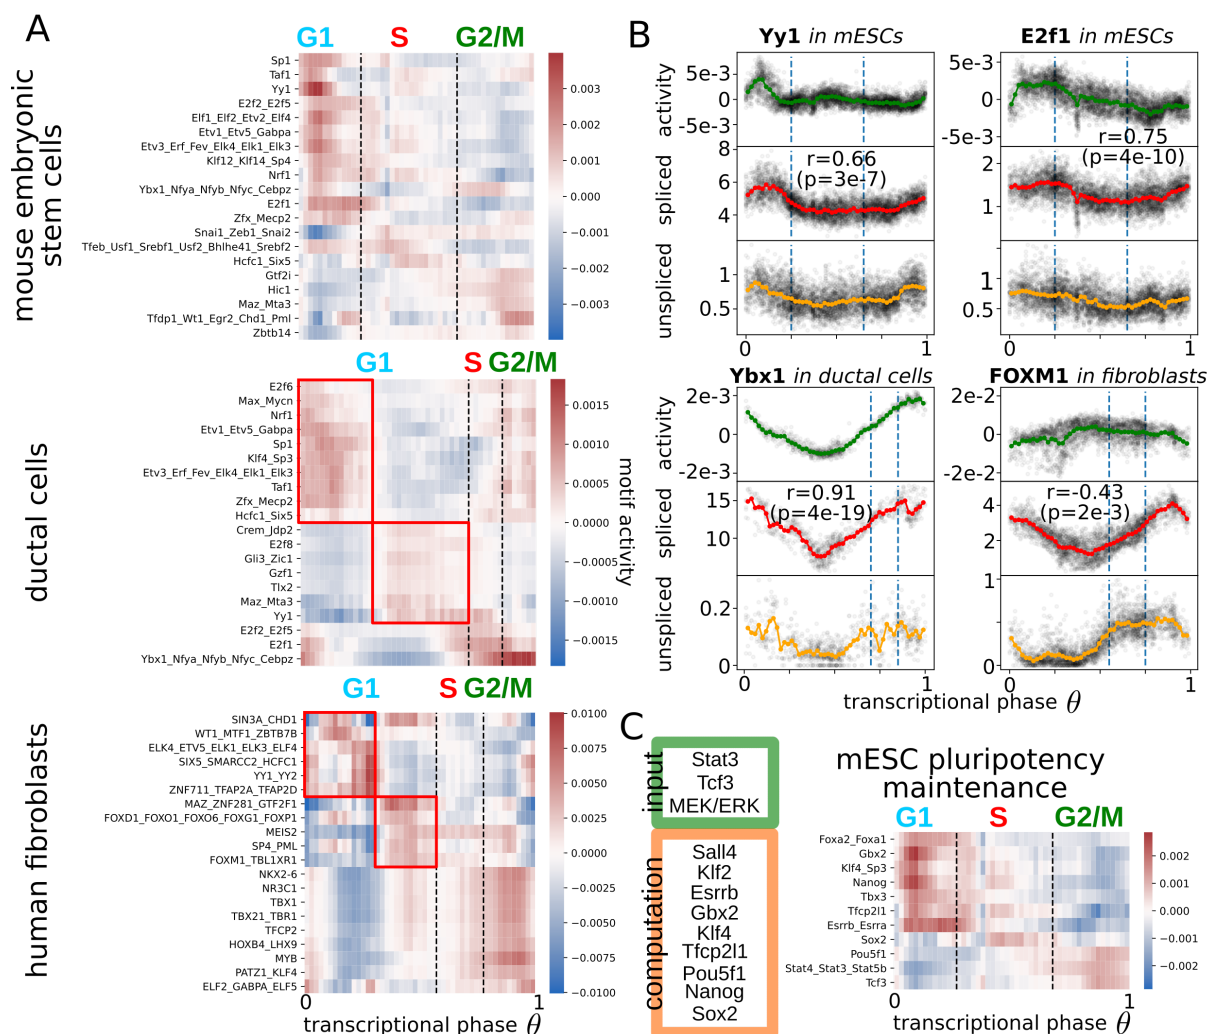 A
mouse embryonic
stem cells
G1 S G2/M
Sp1
Taf1
Yy1
E2f2_E2f5
Elf1_Elf2_Etv2_Elf4
Etv1_Etv5_Gabpa
Etv3_Erf_Fev_Elk4_Elk1_Elk3
Klf12_Klf14_Sp4
Nrf1
Ybx1_Nfya_Nfyb_Nfyc_Cebpz
E2f1
Zfx_Mecp2
Snai1_Zeb1_Snai2
Tfeb_Usf1_Srebf1_Usf2_Bhlhe41_Srebf2
Hcfc1_Six5
Gtf2i
Hic1
Maz_Mta3
Tfdp1_Wt1_Egr2_Chd1_Pml
Zbtb14
0.003
0.002
0.001
0.000
−0.001
−0.002
−0.003
ductal cells
G1 S G2/M
E2f6
Max_Mycn
Nrf1
Etv1_Etv5_Gabpa
Sp1
Klf4_Sp3
Etv3_Erf_Fev_Elk4_Elk1_Elk3
Taf1
Zfx_Mecp2
Hcfc1_Six5
Crem_Jdp2
E2f8
Gli3_Zic1
Gzf1
Tlx2
Maz_Mta3
Yy1
E2f2_E2f5
E2f1
Ybx1_Nfya_Nfyb_Nfyc_Cebpz
0.0015
0.0010
0.0005
0.0000
−0.0005
−0.0010
−0.0015
motif activity
human fibroblasts
G1 S G2/M
SIN3A_CHD1
WT1_MTF1_ZBTB7B
ELK4_ETV5_ELK1_ELK3_ELF4
SIX5_SMARCC2_HCFC1
YY1_YY2
ZNF711_TFAP2A_TFAP2D
MAZ_ZNF281_GTF2F1
FOXD1_FOXO1_FOXO6_FOXG1_FOXP1
MEIS2
SP4_PML
FOXM1_TBL1XR1
NKX2-6
NR3C1
TBX1
TBX21_TBR1
TFCP2
HOXB4_LHX9
MYB
PATZ1_KLF4
ELF2_GABPA_ELF5
0.0100
0.0075
0.0050
0.0025
0.0000
−0.0025
−0.0050
−0.0075
−0.0100
0 1
transcriptional phase θ
B
Yy1 in mESCs
activity
5e-3
0
-5e-3
spliced
8
6
4
r=0.66
(p=3e-7)
unspliced
1
0.5
0 1
E2f1 in mESCs
5e-3
0
-5e-3
r=0.75
(p=4e-10)
2
1
1
0.5
0 1
Ybx1 in ductal cells
activity
2e-3
0
-2e-3
spliced
15
10
r=0.91
(p=4e-19)
unspliced
0.2
0
0 1
FOXM1 in fibroblasts
2e-2
0
-2e-2
r=-0.43
(p=2e-3)
4
2
1
0
0 1
transcriptional phase θ
C
input
Stat3
Tcf3
MEK/ERK
computation
Sall4
Klf2
Esrrb
Gbx2
Klf4
Tfcp2l1
Pou5f1
Nanog
Sox2
mESC pluripotency
maintenance
G1 S G2/M
Foxa2_Foxa1
Gbx2
Klf4_Sp3
Nanog
Tbx3
Tfcp2l1
Esrrb_Esrra
Sox2
Pou5f1
Stat4_Stat3_Stat5b
Tcf3
0.002
0.001
0.000
−0.001
−0.002
0 1
transcriptional phase θ